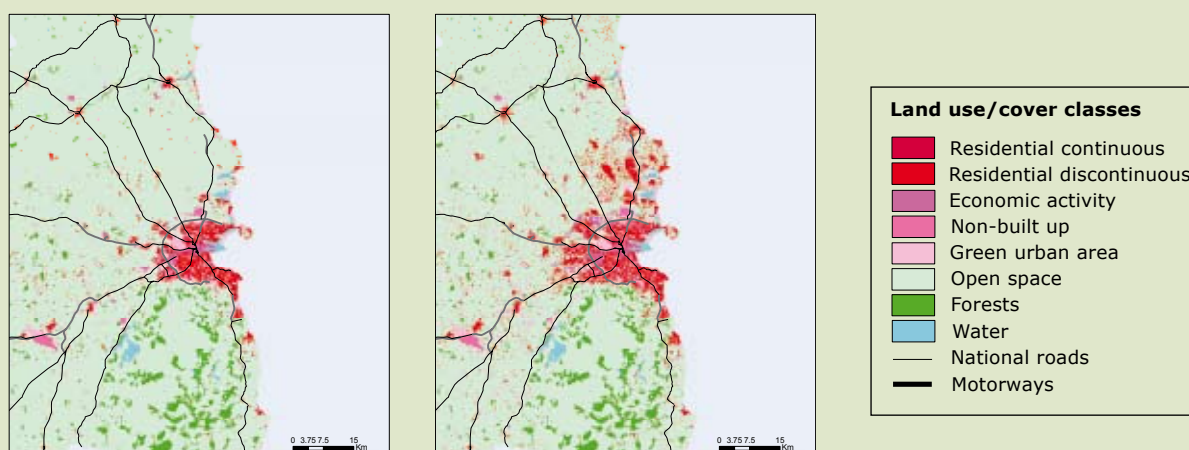 Land use/cover classes
Residential continuous
Residential discontinuous
Economic activity
Non-built up
Green urban area
Open space
Forests
Water
National roads
Motorways
0 3.75 7.5 15
Km
0 3.75 7.5 15
Km